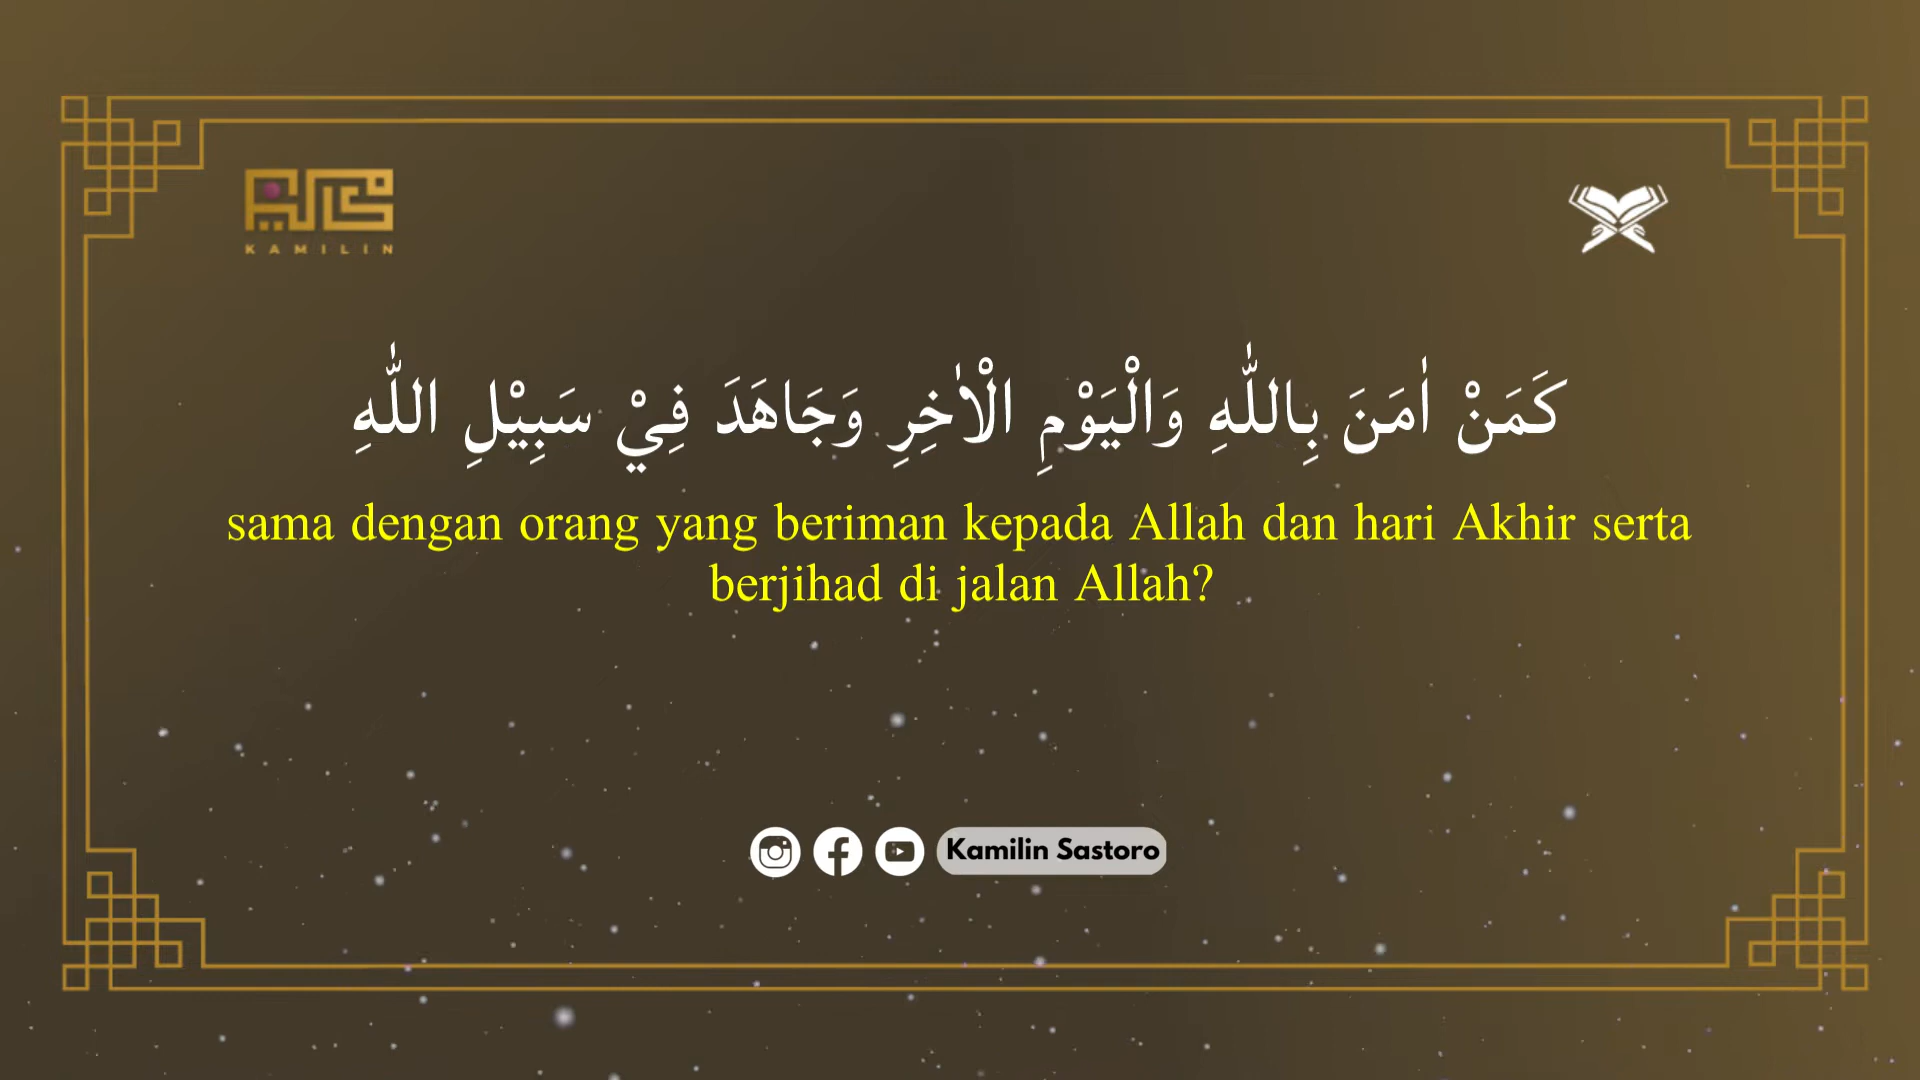 كاملين
KAMILIN
كَمَنْ اٰمَنَ بِاللّٰهِ وَالْيَوْمِ الْاٰخِرِ وَجَاهَدَ فِيْ سَبِيْلِ اللّٰهِ
sama dengan orang yang beriman kepada Allah dan hari Akhir serta
berjihad di jalan Allah?
Kamilin Sastoro